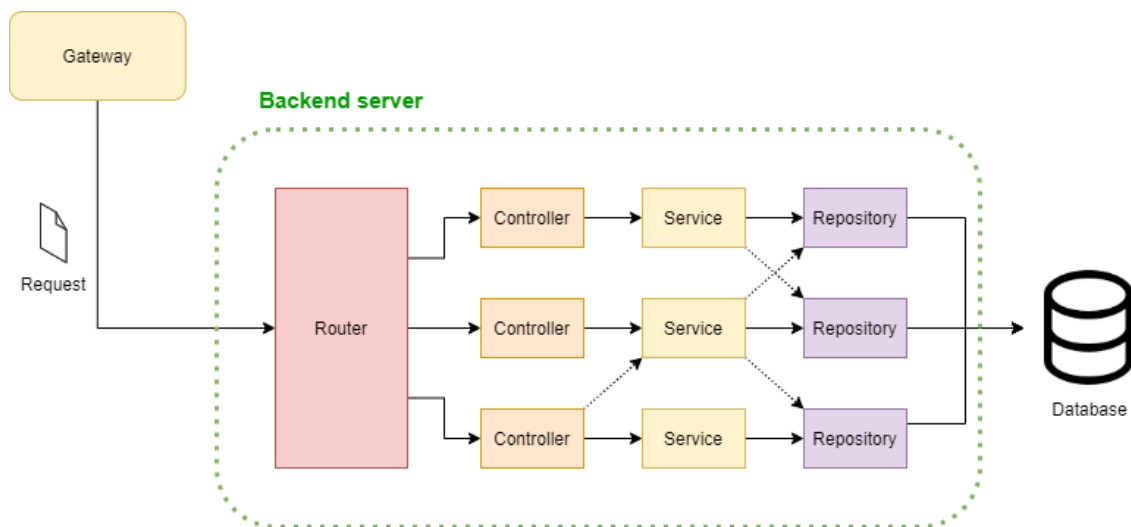 Gateway
Backend server
Request
Router
Controller
Service
Repository
Controller
Service
Repository
Controller
Service
Repository
Database